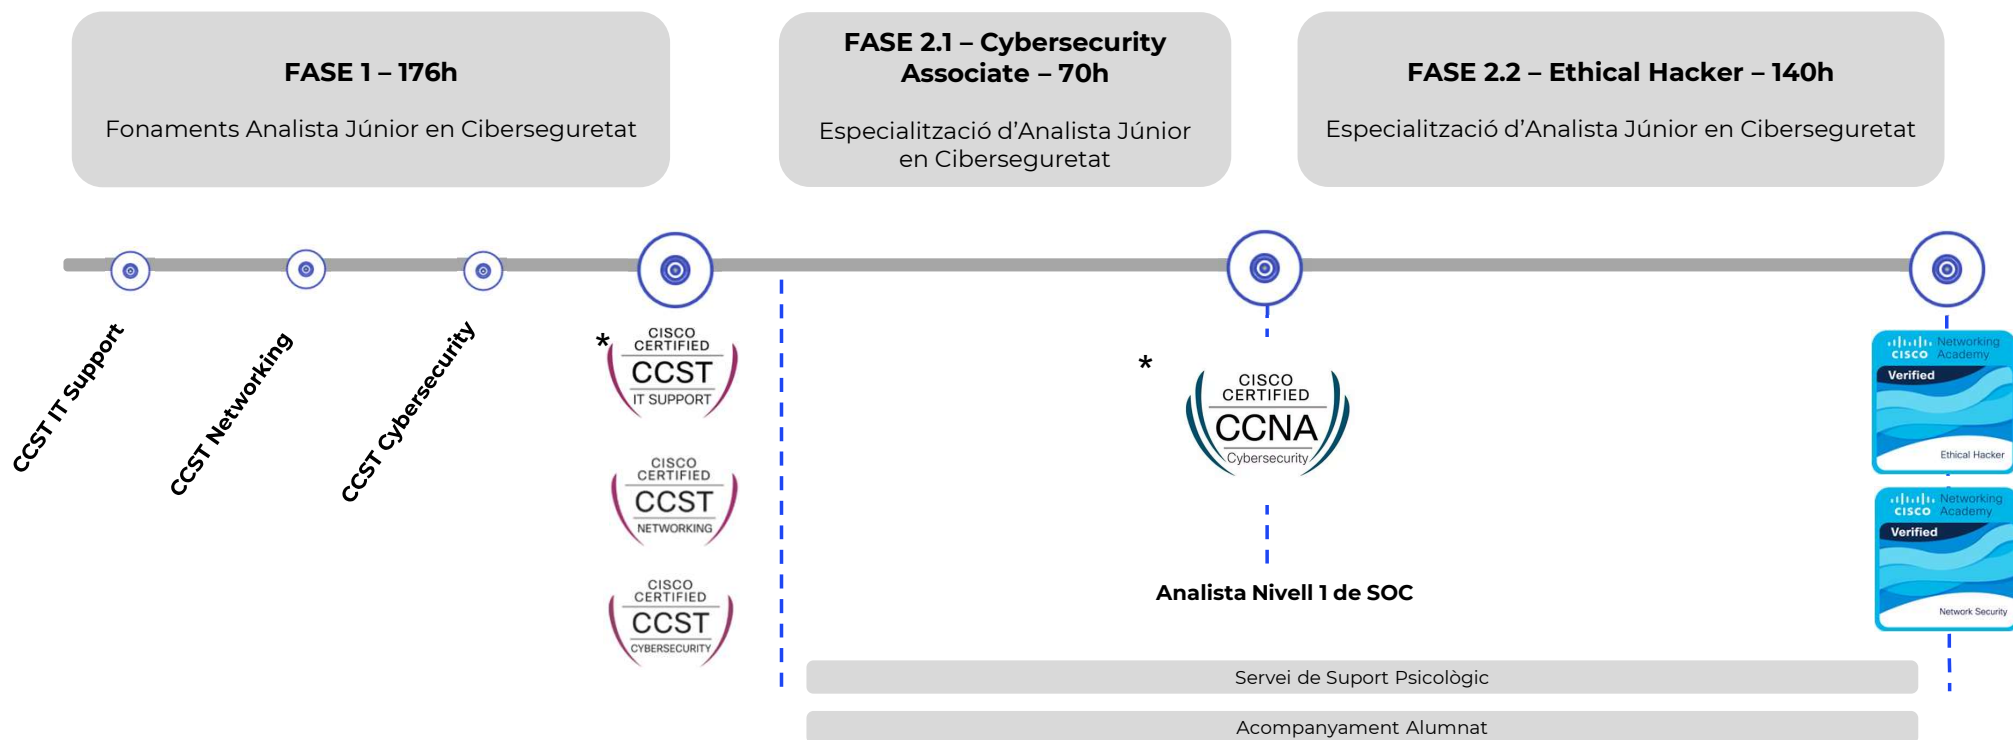 FASE 1 – 176h
Fonaments Analista Júnior en Ciberseguretat
FASE 2.1 – Cybersecurity
Associate – 70h
Especialització d’Analista Júnior
en Ciberseguretat
FASE 2.2 – Ethical Hacker – 140h
Especialització d’Analista Júnior en Ciberseguretat
CCST IT Support
CCST Networking
CCST Cybersecurity
*
CISCO
CERTIFIED
CCST
IT SUPPORT
CISCO
CERTIFIED
CCST
NETWORKING
CISCO
CERTIFIED
CCST
CYBERSECURITY
*
CISCO
CERTIFIED
CCNA
Cybersecurity
Analista Nivell 1 de SOC
CISCO Networking
Academy
Verified
Ethical Hacker
CISCO Networking
Academy
Verified
Network Security
Servei de Suport Psicològic
Acompanyament Alumnat